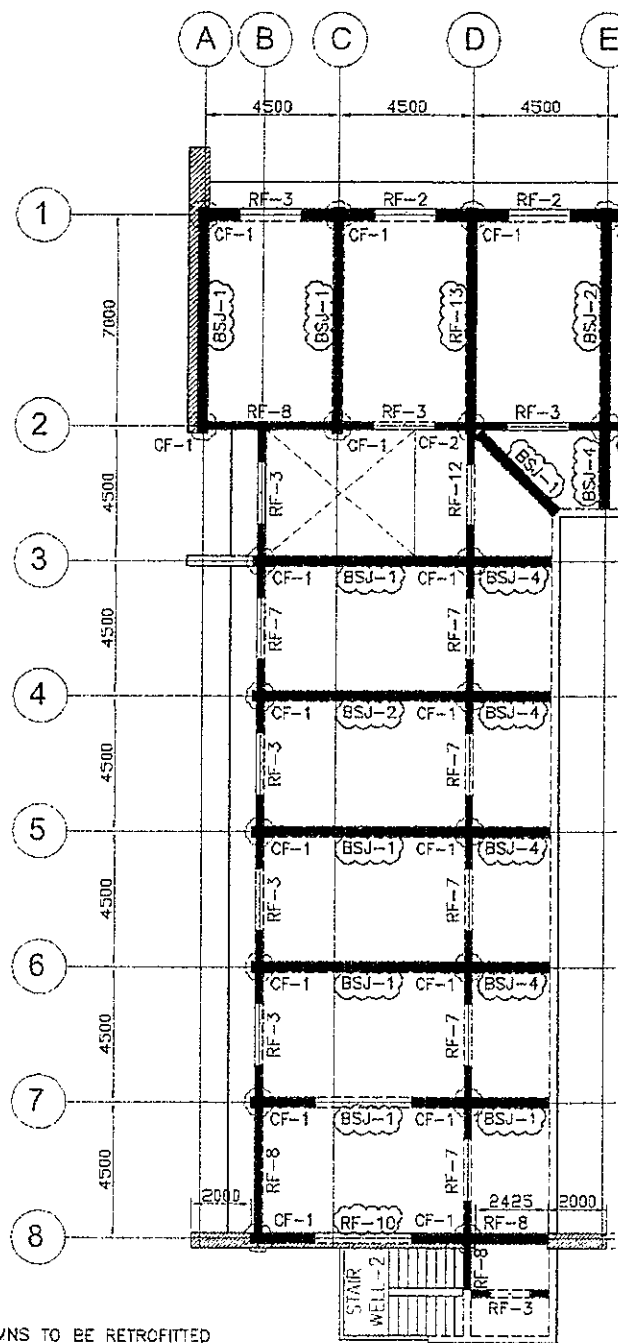 A B C D E
4500 4500 4500
RF-3 RF-2 RF-2
1
CF-1 CF-1 CF-1
7000
BSJ-1 BSJ-1 RF-13 BSJ-2
RF-8 RF-3 RF-3
2
CF-1 CF-1 CF-2
4500
RF-3 RF-12 BSJ-1 BSJ-4
3
CF-1 BSJ-1 CF-1 BSJ-4
4500
RF-7 RF-7
4
CF-1 BSJ-2 CF-1 BSJ-4
4500
RF-3 RF-7
5
CF-1 BSJ-1 CF-1 BSJ-4
4500
RF-3 RF-7
6
CF-1 BSJ-1 CF-1 BSJ-4
4500
RF-3 RF-7
7
CF-1 BSJ-1 CF-1 BSJ-1
4500
RF-8 RF-7
2000 2425 2000
CF-1 RF-10 CF-1 RF-8
8
STAIR
WELL-2
RF-8
RF-3
TO BE RETROFITTED